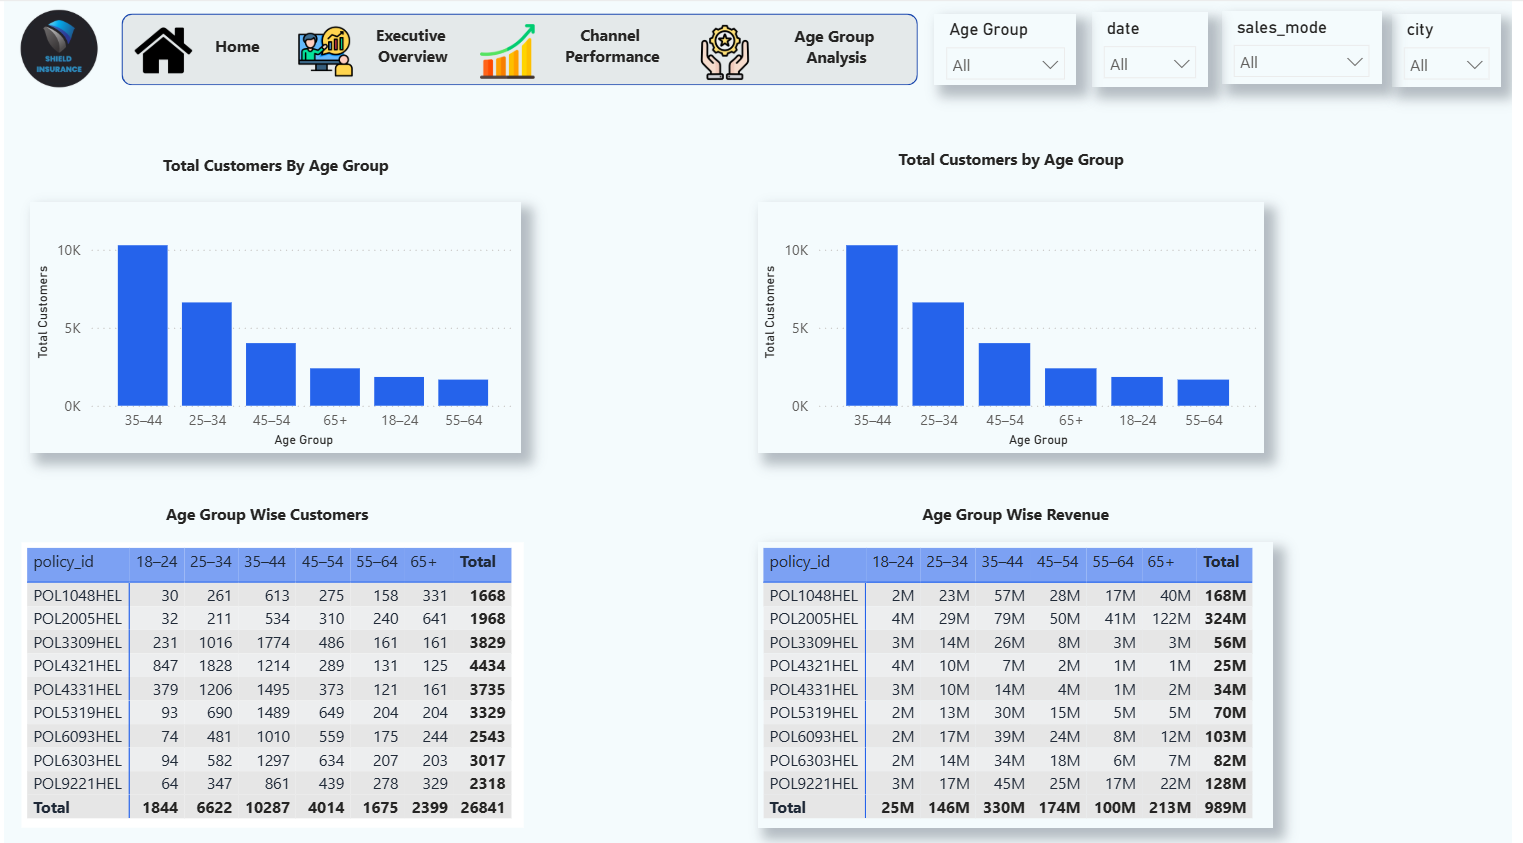 SHIELD
INSURANCE
Home
Executive
Overview
Channel
Performance
Age Group
Analysis
Age Group
All
date
All
sales_mode
All
city
All
Total Customers By Age Group
Total Customers
10K
5K
0K
35–44 25–34 45–54 65+ 18–24 55–64
Age Group
Total Customers by Age Group
Total Customers
10K
5K
0K
35–44 25–34 45–54 65+ 18–24 55–64
Age Group
Age Group Wise Customers
policy_id 18–24 25–34 35–44 45–54 55–64 65+ Total
POL1048HEL 30 261 613 275 158 331 1668
POL2005HEL 32 211 534 310 240 641 1968
POL3309HEL 231 1016 1774 486 161 161 3829
POL4321HEL 847 1828 1214 289 131 125 4434
POL4331HEL 379 1206 1495 373 121 161 3735
POL5319HEL 93 690 1489 649 204 204 3329
POL6093HEL 74 481 1010 559 175 244 2543
POL6303HEL 94 582 1297 634 207 203 3017
POL9221HEL 64 347 861 439 278 329 2318
Total 1844 6622 10287 4014 1675 2399 26841
Age Group Wise Revenue
policy_id 18–24 25–34 35–44 45–54 55–64 65+ Total
POL1048HEL 2M 23M 57M 28M 17M 40M 168M
POL2005HEL 4M 29M 79M 50M 41M 122M 324M
POL3309HEL 3M 14M 26M 8M 3M 3M 56M
POL4321HEL 4M 10M 7M 2M 1M 1M 25M
POL4331HEL 3M 10M 14M 4M 1M 2M 34M
POL5319HEL 2M 13M 30M 15M 5M 5M 70M
POL6093HEL 2M 17M 39M 24M 8M 12M 103M
POL6303HEL 2M 14M 34M 18M 6M 7M 82M
POL9221HEL 3M 17M 45M 25M 17M 22M 128M
Total 25M 146M 330M 174M 100M 213M 989M